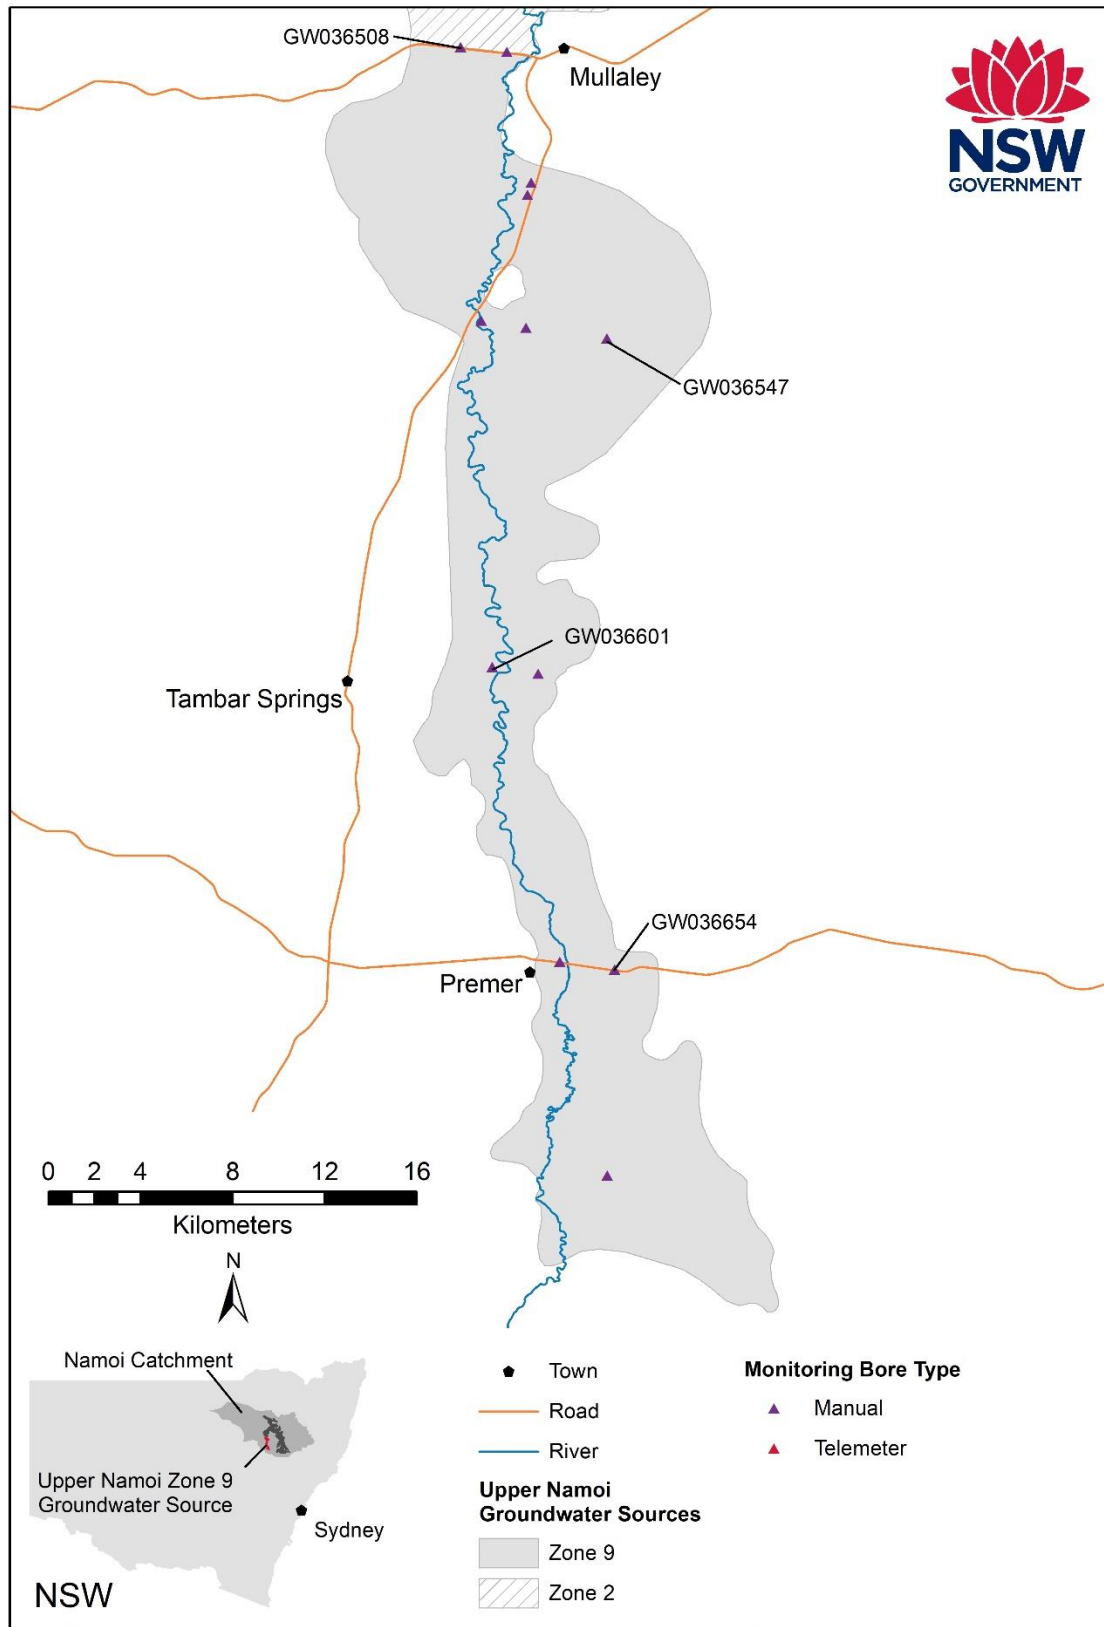 GW036508
Mullaley
NSW
GOVERNMENT
GW036547
GW036601
Tambar Springs
GW036654
Premer
0 2 4 8 12 16
Kilometers
N
Namoi Catchment
Upper Namoi Zone 9
Groundwater Source
Sydney
NSW
Town
Road
River
Upper Namoi
Groundwater Sources
Zone 9
Zone 2
Monitoring Bore Type
Manual
Telemeter